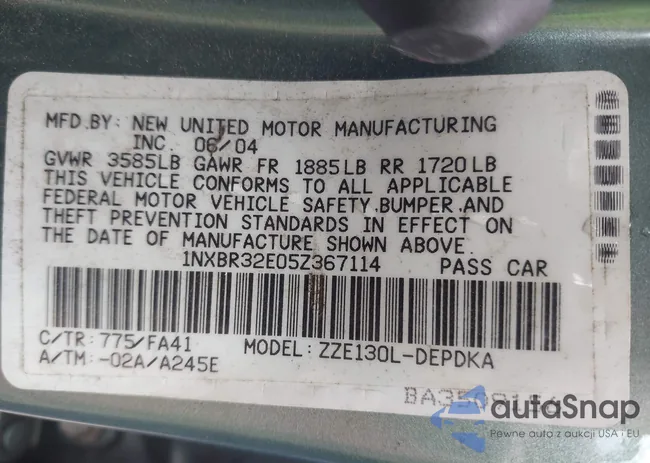 MFD.BY: NEW UNITED MOTOR MANUFACTURING
INC. 06/04
GVWR 3585LB GAWR FR 1885LB RR 1720LB
THIS VEHICLE CONFORMS TO ALL APPLICABLE
FEDERAL MOTOR VEHICLE SAFETY,BUMPER,AND
THEFT PREVENTION STANDARDS IN EFFECT ON
THE DATE OF MANUFACTURE SHOWN ABOVE.
1NXBR32E05Z367114 PASS CAR
C/TR: 775/FA41 MODEL: ZZE130L-DEPDKA
A/TM: -02A/A245E
autoSnap
Pewne auta z aukcji USA i EU